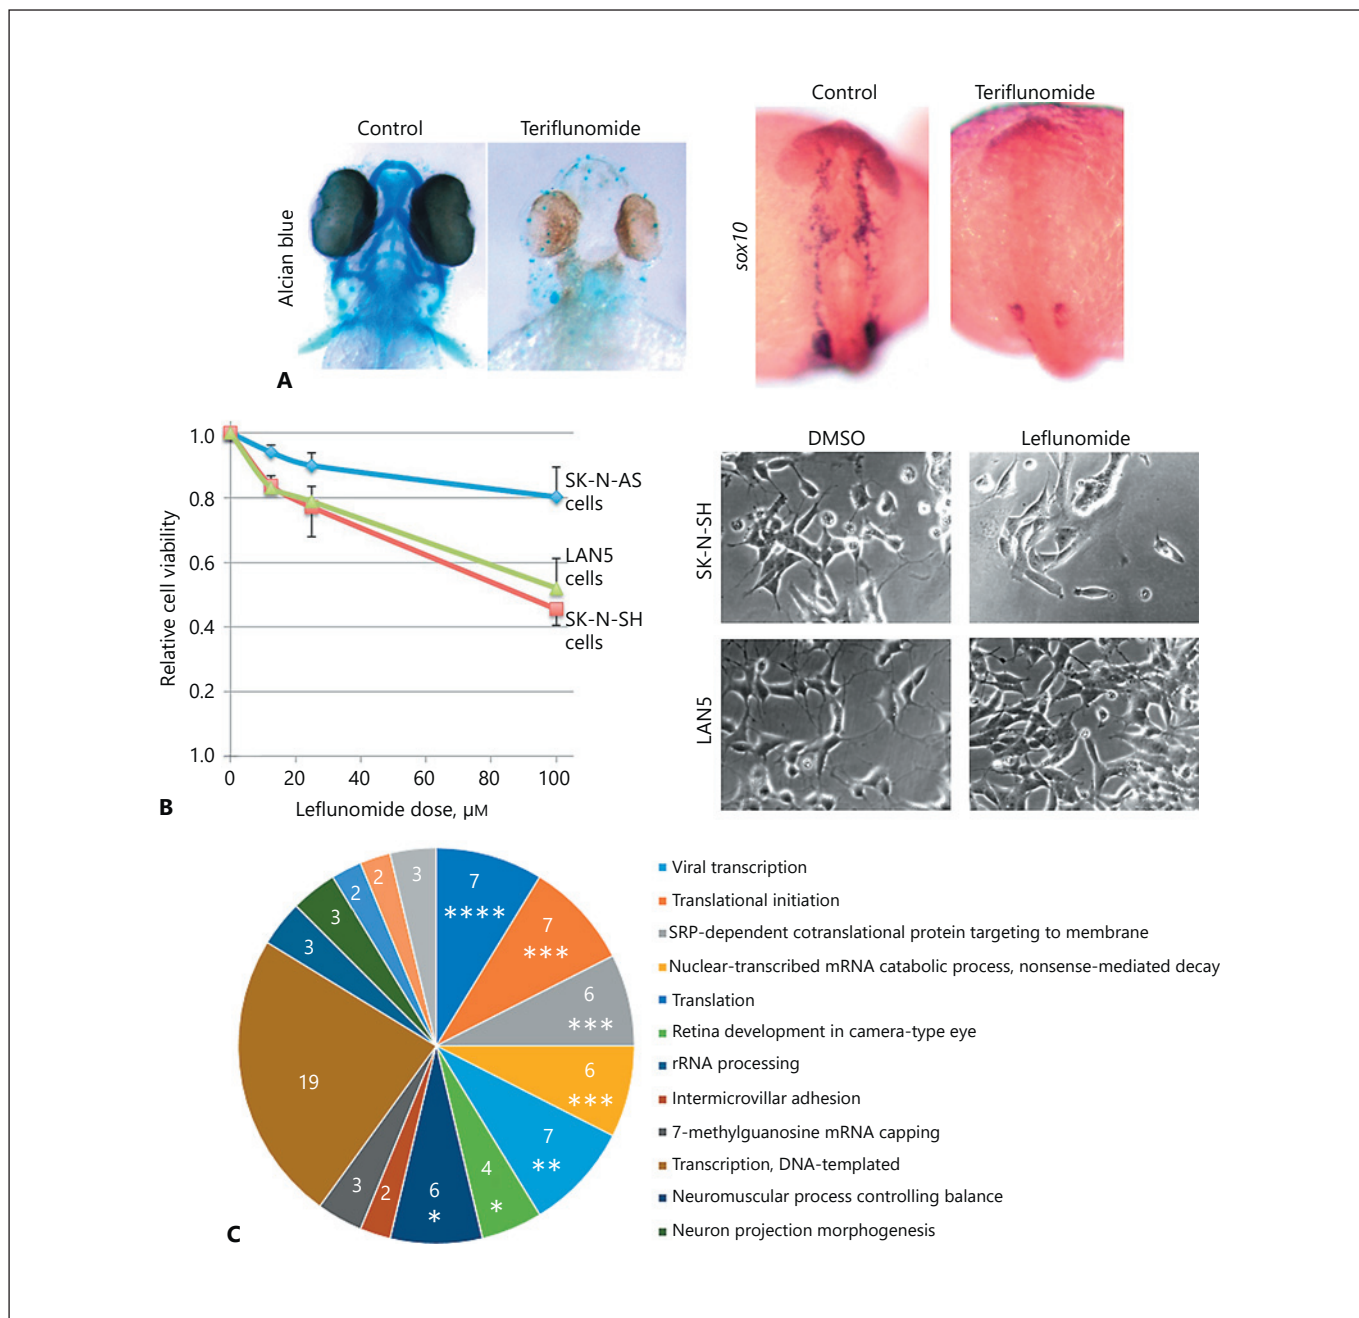 Control
Teriflunomide
Control
Teriflunomide
Alcian blue
sox10
A
1.0
0.8
0.6
0.4
0.2
1.0
Relative cell viability
0
20
40
60
80
100
Leflunomide dose, µM
SK-N-AS
cells
LAN5
cells
SK-N-SH
cells
B
DMSO
Leflunomide
SK-N-SH
LAN5
7
****
7
***
6
***
6
***
7
**
4
*
6
*
2
3
19
3
3
2
2
3
C
Viral transcription
Translational initiation
SRP-dependent cotranslational protein targeting to membrane
Nuclear-transcribed mRNA catabolic process, nonsense-mediated decay
Translation
Retina development in camera-type eye
rRNA processing
Intermicrovillar adhesion
7-methylguanosine mRNA capping
Transcription, DNA-templated
Neuromuscular process controlling balance
Neuron projection morphogenesis